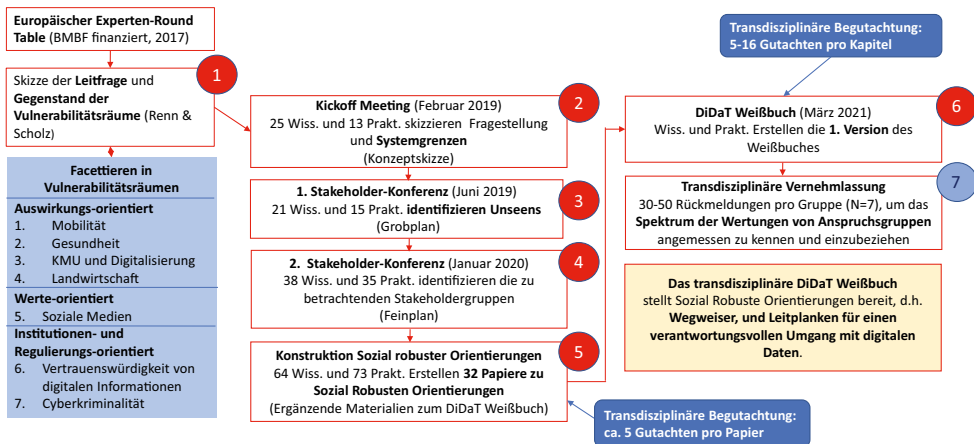 Europäischer Experten-Round
Table (BMBF finanziert, 2017)
1
Skizze der Leitfrage und
Gegenstand der
Vulnerabilitätsräume (Renn &
Scholz)
Facettieren in
Vulnerabilitätsräumen
Auswirkungs-orientiert
1. Mobilität
2. Gesundheit
3. KMU und Digitalisierung
4. Landwirtschaft
Werte-orientiert
5. Soziale Medien
Institutionen- und
Regulierungs-orientiert
6. Vertrauenswürdigkeit von
digitalen Informationen
7. Cyberkriminalität
2
Kickoff Meeting (Februar 2019)
25 Wiss. und 13 Prakt. skizzieren Fragestellung
und Systemgrenzen
(Konzeptskizze)
3
1. Stakeholder-Konferenz (Juni 2019)
21 Wiss. und 15 Prakt. identifizieren Unseens
(Grobplan)
4
2. Stakeholder-Konferenz (Januar 2020)
38 Wiss. und 35 Prakt. identifizieren die zu
betrachtenden Stakeholdergruppen
(Feinplan)
5
Konstruktion Sozial robuster Orientierungen
64 Wiss. und 73 Prakt. Erstellen 32 Papiere zu
Sozial Robusten Orientierungen
(Ergänzende Materialien zum DiDaT Weißbuch)
Transdisziplinäre Begutachtung:
ca. 5 Gutachten pro Papier
Transdisziplinäre Begutachtung:
5-16 Gutachten pro Kapitel
6
DiDaT Weißbuch (März 2021)
Wiss. und Prakt. Erstellen die 1. Version des
Weißbuches
7
Transdisziplinäre Vernehmlassung
30-50 Rückmeldungen pro Gruppe (N=7), um das
Spektrum der Wertungen von Anspruchsgruppen
angemessen zu kennen und einzubeziehen
Das transdisziplinäre DiDaT Weißbuch
stellt Sozial Robuste Orientierungen bereit, d.h.
Wegweiser, und Leitplanken für einen
verantwortungsvollen Umgang mit digitalen
Daten.